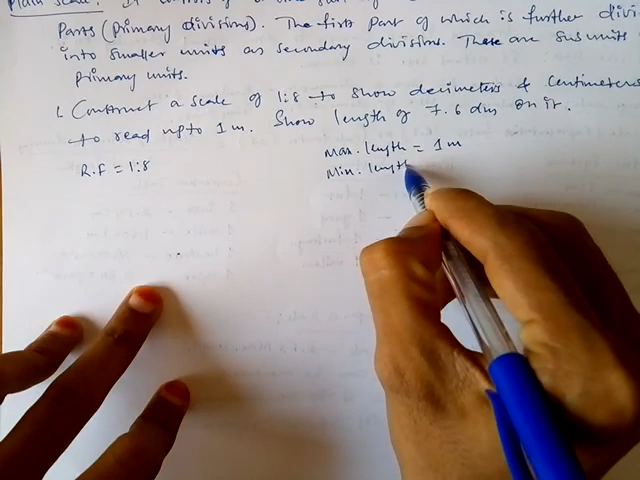 Plain Scale:
Parts (Primary divisions). The first part of which is further divi
into smaller units as secondary divisions. These are sub units
Primary units.
1. Construct a scale of 1:8 to show decimeters & Centimeters
to read upto 1m. Show length of 7.6 dm on it.
R.F = 1:8
Max. length = 1m
Min. length